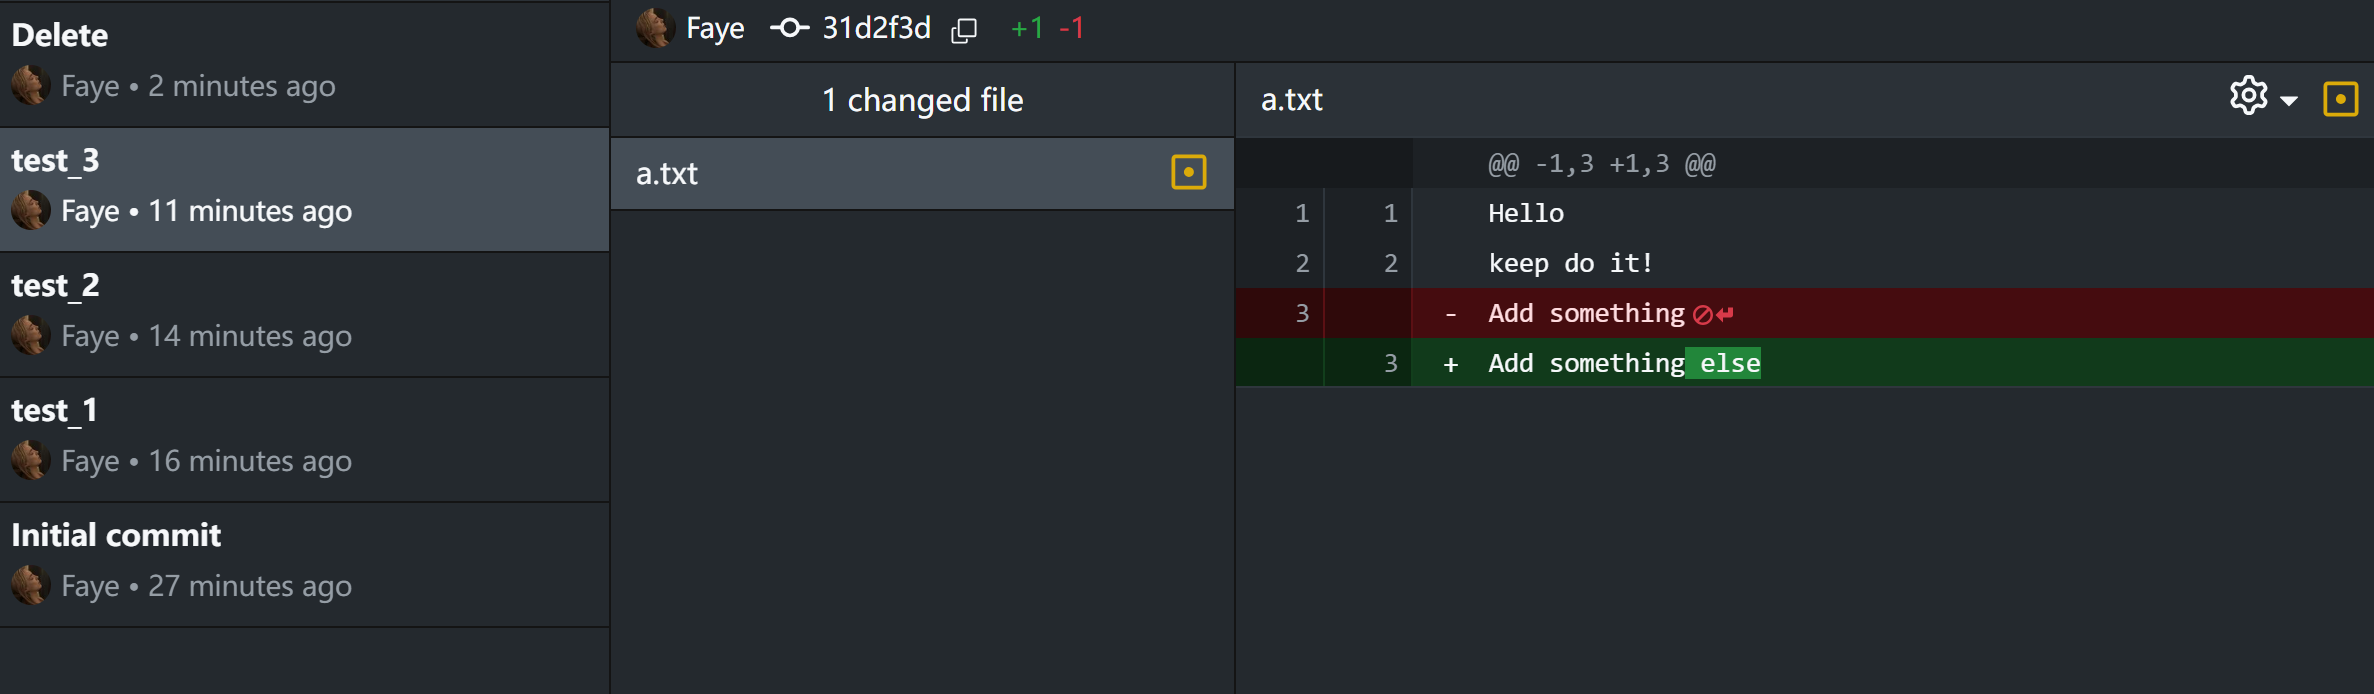 Delete
Faye • 2 minutes ago
test_3
Faye • 11 minutes ago
test_2
Faye • 14 minutes ago
test_1
Faye • 16 minutes ago
Initial commit
Faye • 27 minutes ago
Faye 31d2f3d +1 -1
1 changed file
a.txt
a.txt
@@ -1,3 +1,3 @@
1 1 Hello
2 2 keep do it!
3 - Add something
3 + Add something else